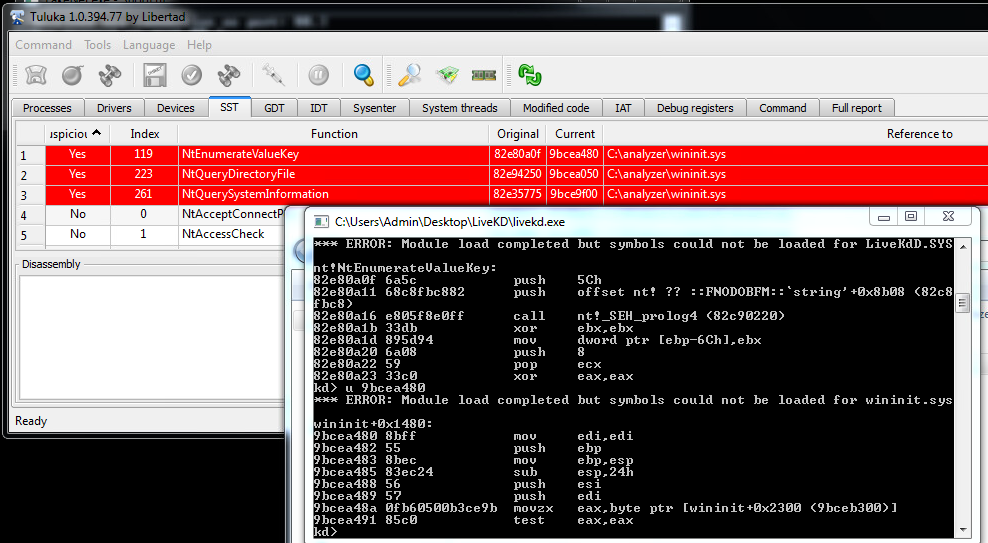 Tuluka 1.0.394.77 by Libertad
Command Tools Language Help
Processes Drivers Devices SST GDT IDT Sysenter System threads Modified code IAT Debug registers Command Full report
uspiciou Index Function Original Current Reference to
1 Yes 119 NtEnumerateValueKey 82e80a0f 9bcea480 C:\analyzer\wininit.sys
2 Yes 223 NtQueryDirectoryFile 82e94250 9bcea050 C:\analyzer\wininit.sys
3 Yes 261 NtQuerySystemInformation 82e35775 9bce9f00 C:\analyzer\wininit.sys
4 No 0 NtAcceptConnectP
5 No 1 NtAccessCheck
Disassembly
Ready
C:\Users\Admin\Desktop\LiveKD\livekd.exe
*** ERROR: Module load completed but symbols could not be loaded for LiveKdD.SYS
nt!NtEnumerateValueKey:
82e80a0f 6a5c push 5Ch
82e80a11 68c8fbc882 push offset nt! ?? ::FNODOBFM::`string'+0x8b08 (82c8
fbc8)
82e80a16 e805f8e0ff call nt!_SEH_prolog4 (82c90220)
82e80a1b 33db xor ebx,ebx
82e80a1d 895d94 mov dword ptr [ebp-6Ch],ebx
82e80a20 6a08 push 8
82e80a22 59 pop ecx
82e80a23 33c0 xor eax,eax
kd> u 9bcea480
*** ERROR: Module load completed but symbols could not be loaded for wininit.sys
wininit+0x1480:
9bcea480 8bff mov edi,edi
9bcea482 55 push ebp
9bcea483 8bec mov ebp,esp
9bcea485 83ec24 sub esp,24h
9bcea488 56 push esi
9bcea489 57 push edi
9bcea48a 0fb60500b3ce9b movzx eax,byte ptr [wininit+0x2300 (9bceb300)]
9bcea491 85c0 test eax,eax
kd>